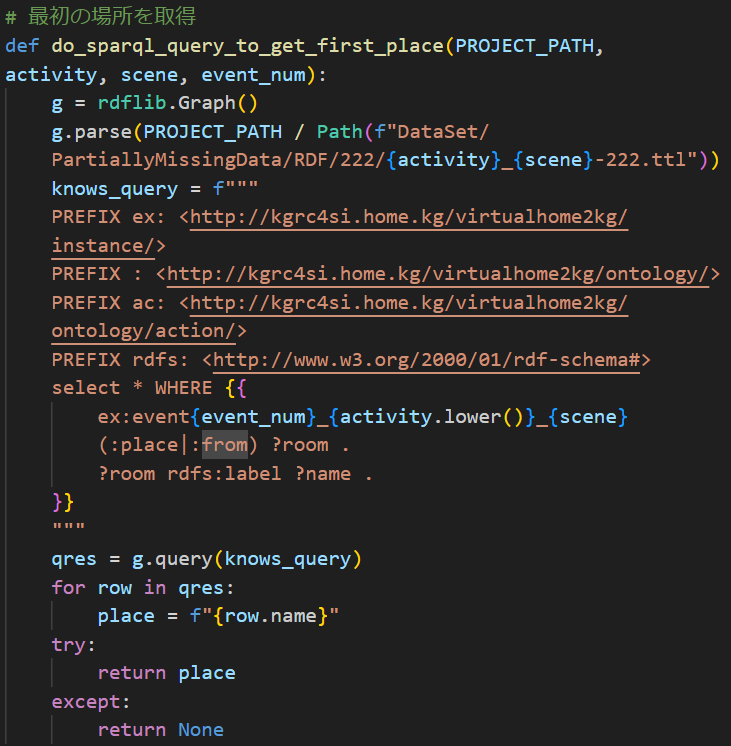 # 最初の場所を取得
def do_sparql_query_to_get_first_place(PROJECT_PATH,
activity, scene, event_num):
    g = rdflib.Graph()
    g.parse(PROJECT_PATH / Path(f"DataSet/
    PartiallyMissingData/RDF/222/{activity}_{scene}-222.ttl"))
    knows_query = f"""
    PREFIX ex: <http://kgrc4si.home.kg/virtualhome2kg/
    instance/>
    PREFIX : <http://kgrc4si.home.kg/virtualhome2kg/ontology/>
    PREFIX ac: <http://kgrc4si.home.kg/virtualhome2kg/
    ontology/action/>
    PREFIX rdfs: <http://www.w3.org/2000/01/rdf-schema#>
    select * WHERE {{
        ex:event{event_num}_{activity.lower()}_{scene}
        (:place|:from) ?room .
        ?room rdfs:label ?name .
    }}
    """
    qres = g.query(knows_query)
    for row in qres:
        place = f"{row.name}"
    try:
        return place
    except:
        return None